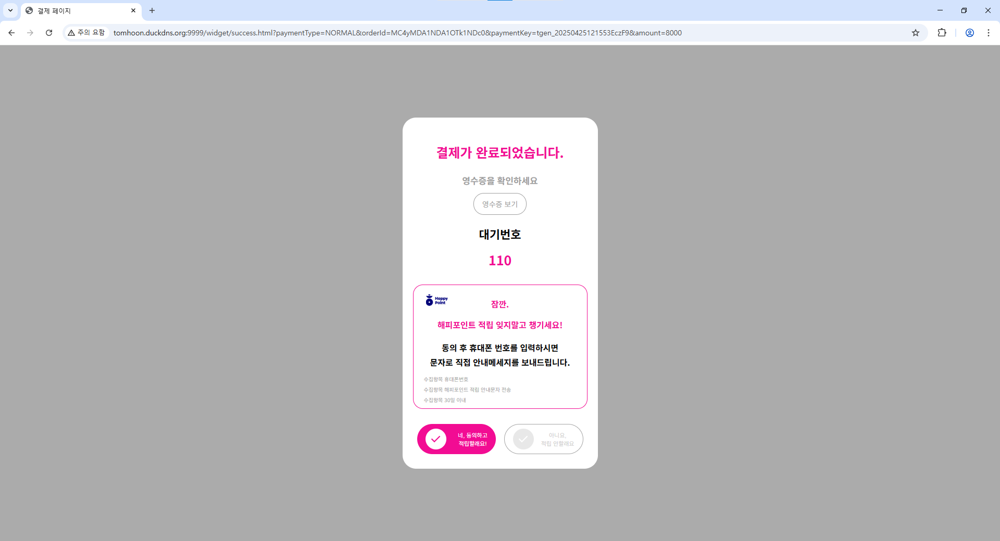 결제 페이지
주의 요함
tomhoon.duckdns.org:9999/widget/success.html?paymentType=NORMAL&orderId=MC4yMDA1NDA1OTk1NDc0&paymentKey=tgen_20250425121553EczF9&amount=8000
결제가 완료되었습니다.
영수증을 확인하세요
영수증 보기
대기번호
110
Happy
Point
잠깐.
해피포인트 적립 잊지말고 챙기세요!
동의 후 휴대폰 번호를 입력하시면
문자로 직접 안내메세지를 보내드립니다.
수집항목 휴대폰번호
수집항목 해피포인트 적립 안내문자 전송
수집항목 30일 이내
네, 동의하고
적립할래요!
아니요,
적립 안할래요